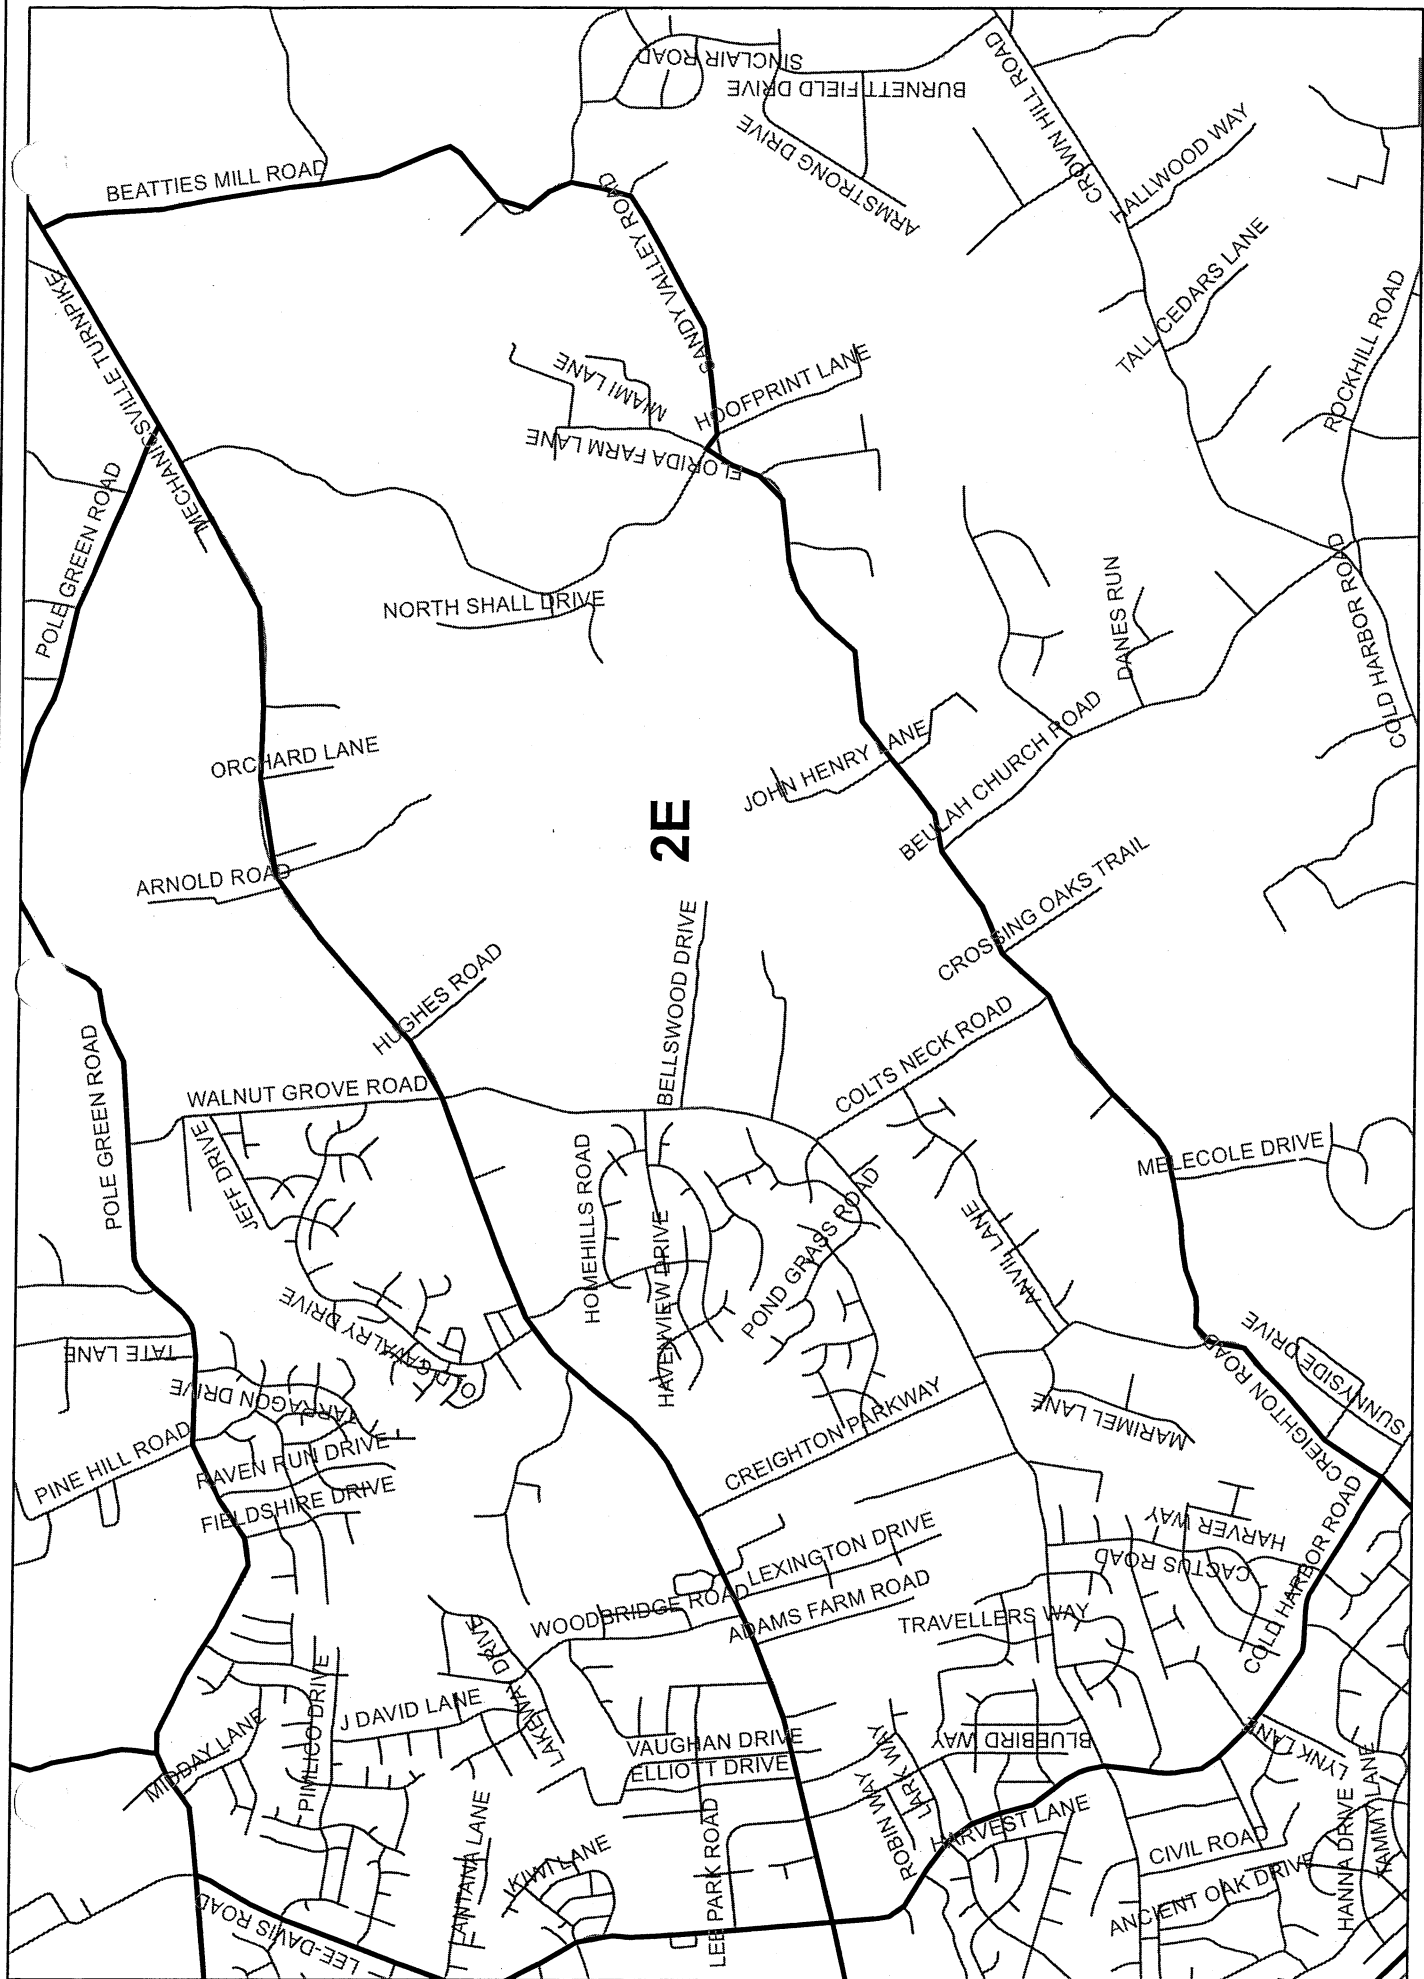 SINCLAIR ROAD
BURNETT FIELD DRIVE
CROWN HILL ROAD
ARMSTRONG DRIVE
HALLWOOD WAY
BEATTIES MILL ROAD
SANDY VALLEY ROAD
TALL CEDARS LANE
MECHANICSVILLE TURNPIKE
ROCKHILL ROAD
MIAMI LANE
HOOFPRINT LANE
FLORIDA FARM LANE
POLE GREEN ROAD
NORTH SHALL DRIVE
DANES RUN
COLD HARBOR ROAD
ORCHARD LANE
JOHN HENRY LANE
BEULAH CHURCH ROAD
2E
ARNOLD ROAD
CROSSING OAKS TRAIL
HUGHES ROAD
BELLSWOOD DRIVE
COLTS NECK ROAD
POLE GREEN ROAD
WALNUT GROVE ROAD
JEFF DRIVE
HOMEHILLS ROAD
MELECOLE DRIVE
HAVENVIEW DRIVE
POND GRASS ROAD
ANVIL LANE
OLD CAVALRY DRIVE
TATE LANE
TARRAGON DRIVE
SUNNYSIDE DRIVE
CREIGHTON ROAD
CREIGHTON PARKWAY
MARIMEL LANE
PINE HILL ROAD
RAVEN RUN DRIVE
FIELDSHIRE DRIVE
HARVER WAY
CACTUS ROAD
COLD HARBOR ROAD
LEXINGTON DRIVE
WOODBRIDGE ROAD
ADAMS FARM ROAD
TRAVELLERS WAY
LAKEWAY DRIVE
PIMLICO DRIVE
J DAVID LANE
MIDDAY LANE
VAUGHAN DRIVE
ELLIOTT DRIVE
BLUEBIRD WAY
LARK WAY
ROBIN WAY
LYNK LANE
HARVEST LANE
LANTANA LANE
KIWI LANE
LEE PARK ROAD
CIVIL ROAD
ANCIENT OAK DRIVE
HANNA DRIVE
TAMMY LANE
LEE-DAVIS ROAD